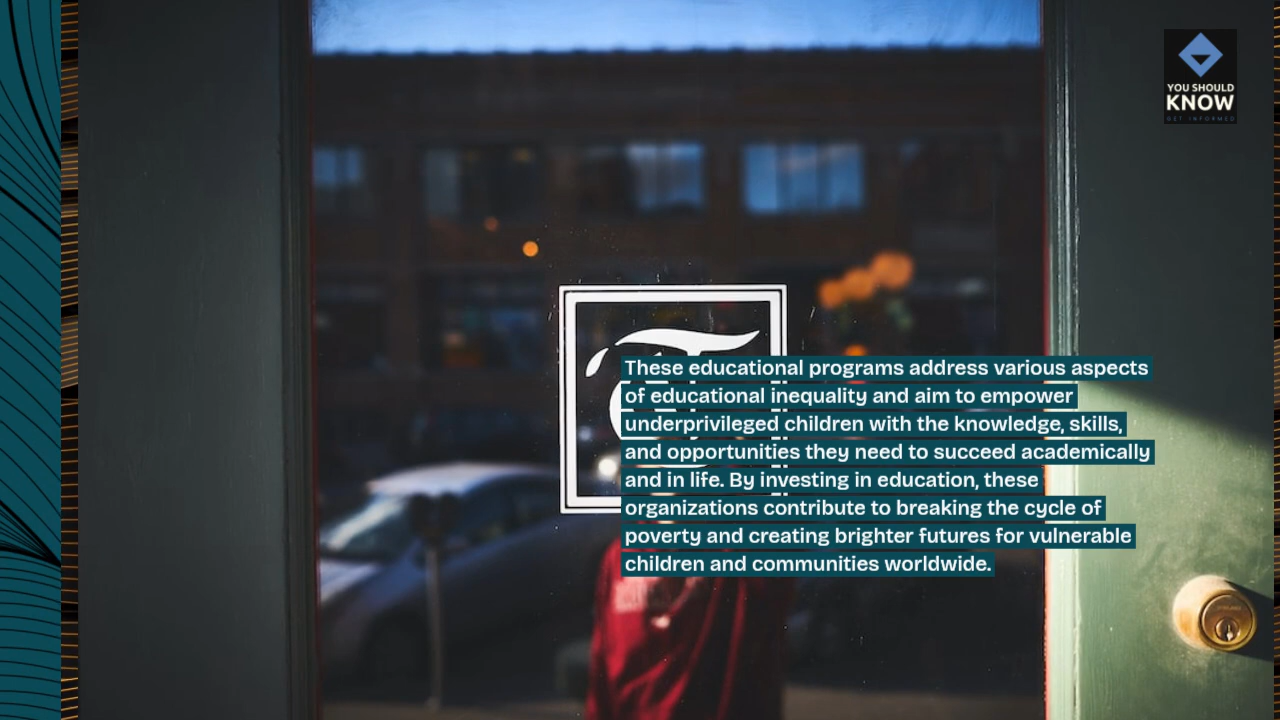 YOU SHOULD
KNOW
GET INFORMED
T
These educational programs address various aspects
of educational inequality and aim to empower
underprivileged children with the knowledge, skills,
and opportunities they need to succeed academically
and in life. By investing in education, these
organizations contribute to breaking the cycle of
poverty and creating brighter futures for vulnerable
children and communities worldwide.